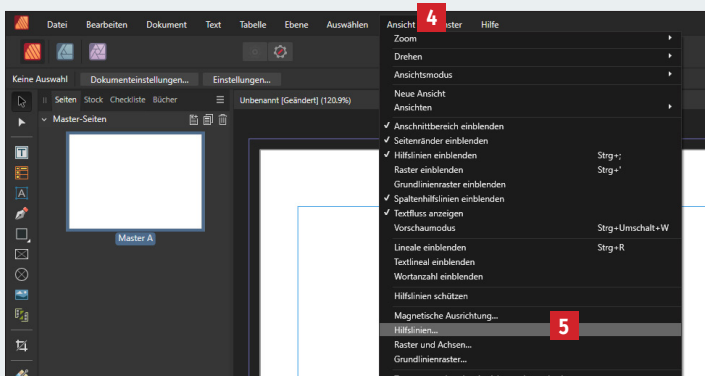 4
Datei Bearbeiten Dokument Text Tabelle Ebene Auswählen Ansicht Hilfe
Keine Auswahl Dokumenteinstellungen... Einstellungen...
Seiten Stock Checkliste Bücher
Unbenannt [Geändert] (120.9%)
Master-Seiten
Master A
Zoom
Drehen
Ansichtsmodus
Neue Ansicht
Ansichten
✓ Anschnittbereich einblenden
✓ Seitenränder einblenden
✓ Hilfslinien einblenden Strg+;
Raster einblenden Strg+'
Grundlinienraster einblenden
✓ Spaltenhilfslinien einblenden
✓ Textfluss anzeigen
Vorschaumodus Strg+Umschalt+W
Lineale einblenden Strg+R
Textlineal einblenden
Wortanzahl einblenden
Hilfslinien schützen
Magnetische Ausrichtung...
Hilfslinien... 5
Raster und Achsen...
Grundlinienraster...